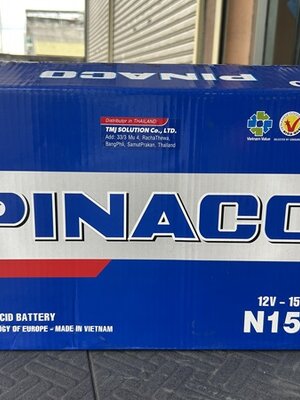 PINACO
Distributor in THAILAND
TMJ SOLUTION Co., LTD.
Add: 33/3 Mu 4, RachaThewa,
BangPhli, SamutPrakan, Thailand
Vietnam Value
PINACO
CID BATTERY
12V - 15
OGY OF EUROPE - MADE IN VIETNAM
N15